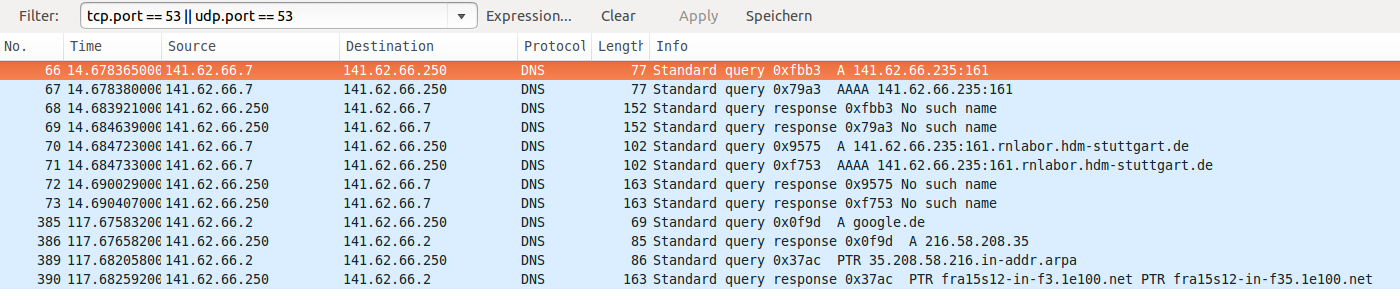 Filter: tcp.port == 53 || udp.port == 53 Expression... Clear Apply Speichern
No. Time Source Destination Protocol Length Info
66 14.678365000 141.62.66.7 141.62.66.250 DNS 77 Standard query 0xfbb3 A 141.62.66.235:161
67 14.678380000 141.62.66.7 141.62.66.250 DNS 77 Standard query 0x79a3 AAAA 141.62.66.235:161
68 14.683921000 141.62.66.250 141.62.66.7 DNS 152 Standard query response 0xfbb3 No such name
69 14.684639000 141.62.66.250 141.62.66.7 DNS 152 Standard query response 0x79a3 No such name
70 14.684723000 141.62.66.7 141.62.66.250 DNS 102 Standard query 0x9575 A 141.62.66.235:161.rnlabor.hdm-stuttgart.de
71 14.684733000 141.62.66.7 141.62.66.250 DNS 102 Standard query 0xf753 AAAA 141.62.66.235:161.rnlabor.hdm-stuttgart.de
72 14.690029000 141.62.66.250 141.62.66.7 DNS 163 Standard query response 0x9575 No such name
73 14.690407000 141.62.66.250 141.62.66.7 DNS 163 Standard query response 0xf753 No such name
385 117.67583200 141.62.66.2 141.62.66.250 DNS 69 Standard query 0x0f9d A google.de
386 117.67658200 141.62.66.250 141.62.66.2 DNS 85 Standard query response 0x0f9d A 216.58.208.35
389 117.68205800 141.62.66.2 141.62.66.250 DNS 86 Standard query 0x37ac PTR 35.208.58.216.in-addr.arpa
390 117.68259200 141.62.66.250 141.62.66.2 DNS 163 Standard query response 0x37ac PTR fra15s12-in-f3.1e100.net PTR fra15s12-in-f35.1e100.net